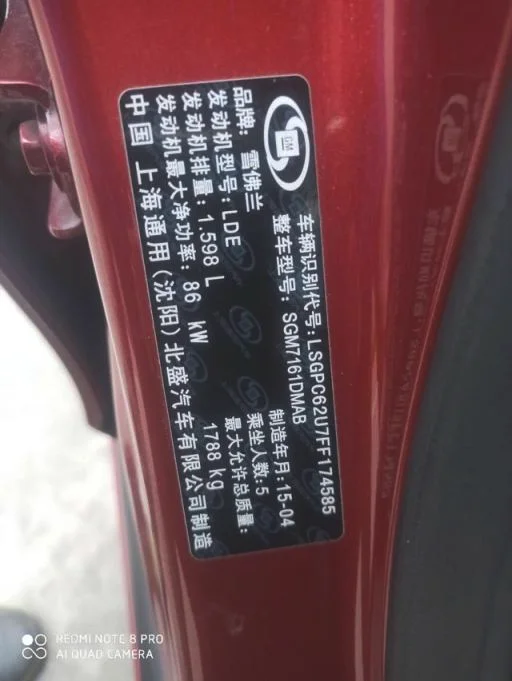 GM
车辆识别代号:LSGPC62U7FF174585
整车型号: SGM7161DMAB
制造年月:15-04
品牌: 雪佛兰
乘坐人数:5
发动机型号:LDE
最大允许总质量:
发动机排量:1.598 L
1788 kg
发动机最大净功率: 86 kW
中国 上海通用(沈阳)北盛汽车有限公司制造
REDMI NOTE 8 PRO
AI QUAD CAMERA